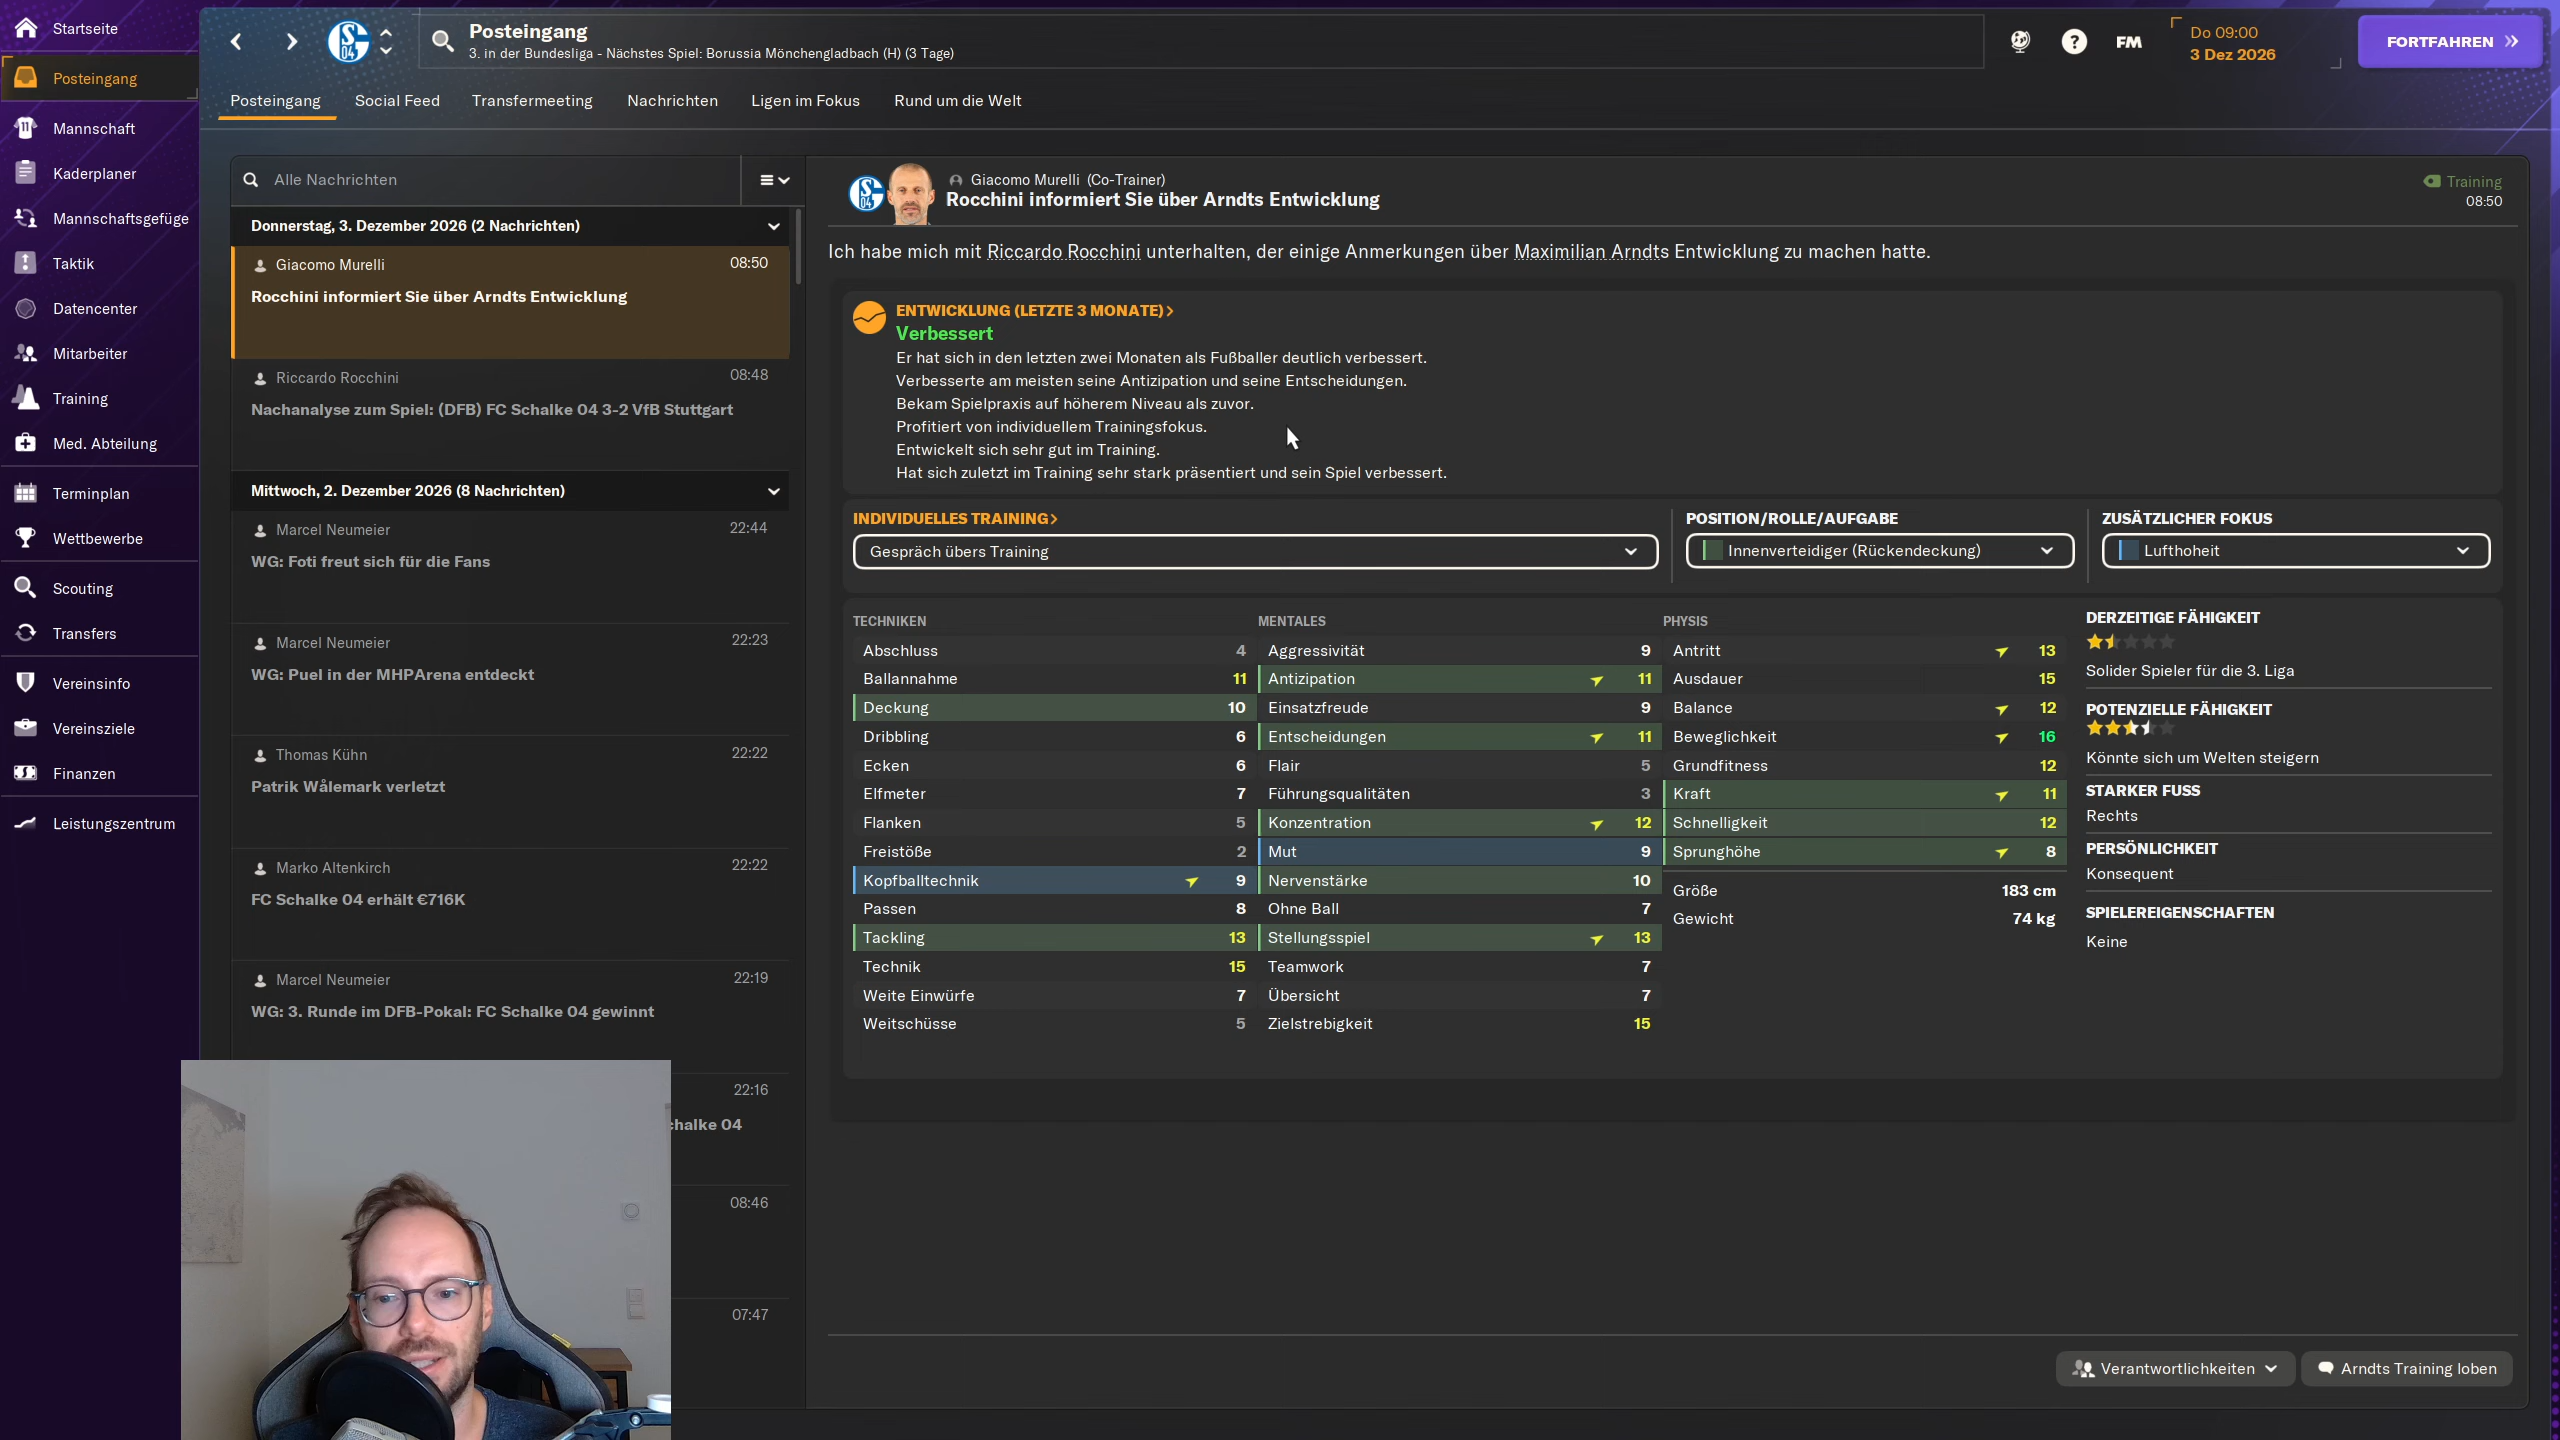 Startseite
Posteingang
Mannschaft
Kaderplaner
Mannschaftsgefüge
Taktik
Datencenter
Mitarbeiter
Training
Med. Abteilung
Terminplan
Wettbewerbe
Scouting
Transfers
Vereinsinfo
Vereinsziele
Finanzen
Leistungszentrum
Posteingang
3. in der Bundesliga - Nächstes Spiel: Borussia Mönchengladbach (H) (3 Tage)
FM
Do 09:00
3 Dez 2026
FORTFAHREN
Posteingang Social Feed Transfermeeting Nachrichten Ligen im Fokus Rund um die Welt
Alle Nachrichten
Donnerstag, 3. Dezember 2026 (2 Nachrichten)
Giacomo Murelli 08:50
Rocchini informiert Sie über Arndts Entwicklung
Riccardo Rocchini 08:48
Nachanalyse zum Spiel: (DFB) FC Schalke 04 3-2 VfB Stuttgart
Mittwoch, 2. Dezember 2026 (8 Nachrichten)
Marcel Neumeier 22:44
WG: Foti freut sich für die Fans
Marcel Neumeier 22:23
WG: Puel in der MHPArena entdeckt
Thomas Kühn 22:22
Patrik Wålemark verletzt
Marko Altenkirch 22:22
FC Schalke 04 erhält €716K
Marcel Neumeier 22:19
WG: 3. Runde im DFB-Pokal: FC Schalke 04 gewinnt
22:16
chalke 04
08:46
07:47
Giacomo Murelli (Co-Trainer)
Rocchini informiert Sie über Arndts Entwicklung
Training
08:50
Ich habe mich mit Riccardo Rocchini unterhalten, der einige Anmerkungen über Maximilian Arndts Entwicklung zu machen hatte.
ENTWICKLUNG (LETZTE 3 MONATE)>
Verbessert
Er hat sich in den letzten zwei Monaten als Fußballer deutlich verbessert.
Verbesserte am meisten seine Antizipation und seine Entscheidungen.
Bekam Spielpraxis auf höherem Niveau als zuvor.
Profitiert von individuellem Trainingsfokus.
Entwickelt sich sehr gut im Training.
Hat sich zuletzt im Training sehr stark präsentiert und sein Spiel verbessert.
INDIVIDUELLES TRAINING>
Gespräch übers Training
POSITION/ROLLE/AUFGABE
Innenverteidiger (Rückendeckung)
ZUSÄTZLICHER FOKUS
Lufthoheit
TECHNIKEN
Abschluss 4
Ballannahme 11
Deckung 10
Dribbling 6
Ecken 6
Elfmeter 7
Flanken 5
Freistöße 2
Kopfballtechnik 9
Passen 8
Tackling 13
Technik 15
Weite Einwürfe 7
Weitschüsse 5
MENTALES
Aggressivität 9
Antizipation 11
Einsatzfreude 9
Entscheidungen 11
Flair 5
Führungsqualitäten 3
Konzentration 12
Mut 9
Nervenstärke 10
Ohne Ball 7
Stellungsspiel 13
Teamwork 7
Übersicht 7
Zielstrebigkeit 15
PHYSIS
Antritt 13
Ausdauer 15
Balance 12
Beweglichkeit 16
Grundfitness 12
Kraft 11
Schnelligkeit 12
Sprunghöhe 8
Größe 183 cm
Gewicht 74 kg
DERZEITIGE FÄHIGKEIT
Solider Spieler für die 3. Liga
POTENZIELLE FÄHIGKEIT
Könnte sich um Welten steigern
STARKER FUSS
Rechts
PERSÖNLICHKEIT
Konsequent
SPIELEREIGENSCHAFTEN
Keine
Verantwortlichkeiten
Arndts Training loben